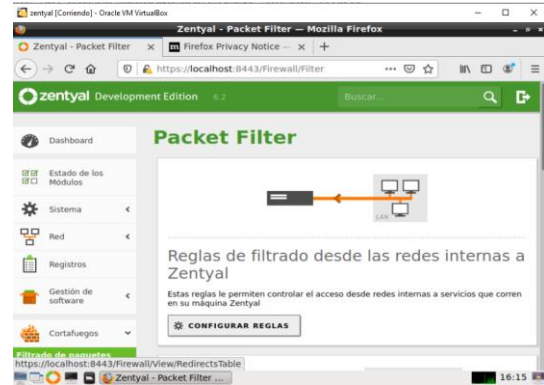 zentyal [Corriendo] - Oracle VM VirtualBox
Zentyal - Packet Filter — Mozilla Firefox
Zentyal - Packet Filter
Firefox Privacy Notice —
https://localhost:8443/Firewall/Filter
zentyal Development Edition 6.2
Buscar...
Dashboard
Packet Filter
Estado de los
Módulos
Sistema
LAN
Red
Registros
Reglas de filtrado desde las redes internas a
Zentyal
Gestión de
software
Estas reglas le permiten controlar el acceso desde redes internas a servicios que corren
en su máquina Zentyal
Cortafuegos
CONFIGURAR REGLAS
Filtrado de paquetes
https://localhost:8443/Firewall/View/RedirectsTable
Zentyal - Packet Filter ...
16:15